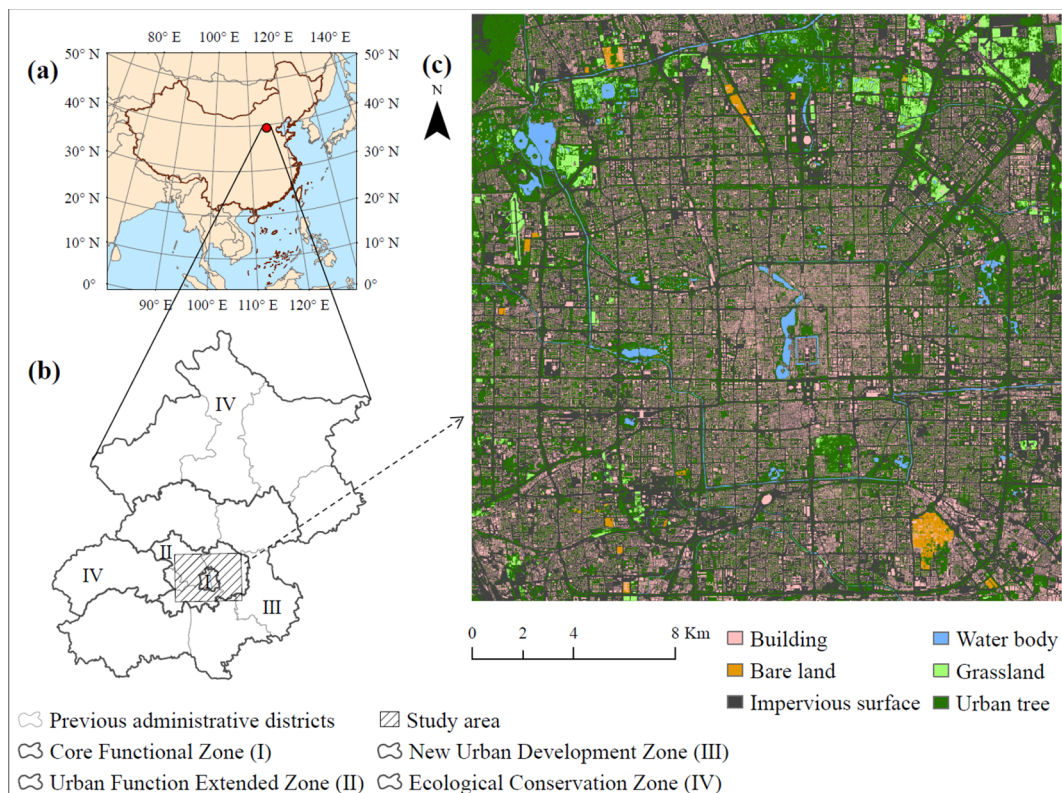 80° E 100° E 120° E 140° E
50° N 50° N
(a)
40° N 40° N
30° N 30° N
20° N 20° N
10° N 10° N
0° 0°
90° E 100° E 110° E 120° E
N
(c)
(b)
IV
II
IV
I
III
0 2 4 8 Km
Building Water body
Bare land Grassland
Impervious surface Urban tree
Previous administrative districts Study area
Core Functional Zone (I) New Urban Development Zone (III)
Urban Function Extended Zone (II) Ecological Conservation Zone (IV)